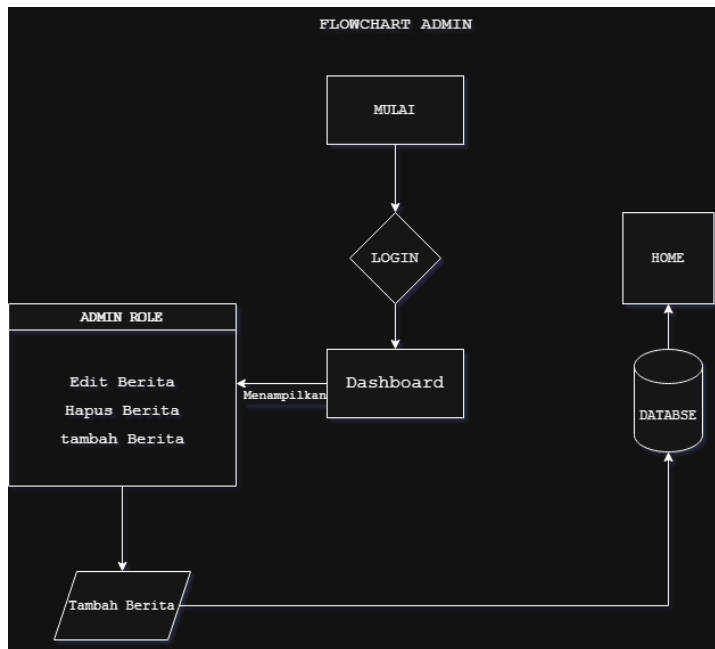 FLOWCHART ADMIN
MULAI
LOGIN
HOME
ADMIN ROLE
Edit Berita
Hapus Berita
tambah Berita
Menampilkan
Dashboard
DATABSE
Tambah Berita